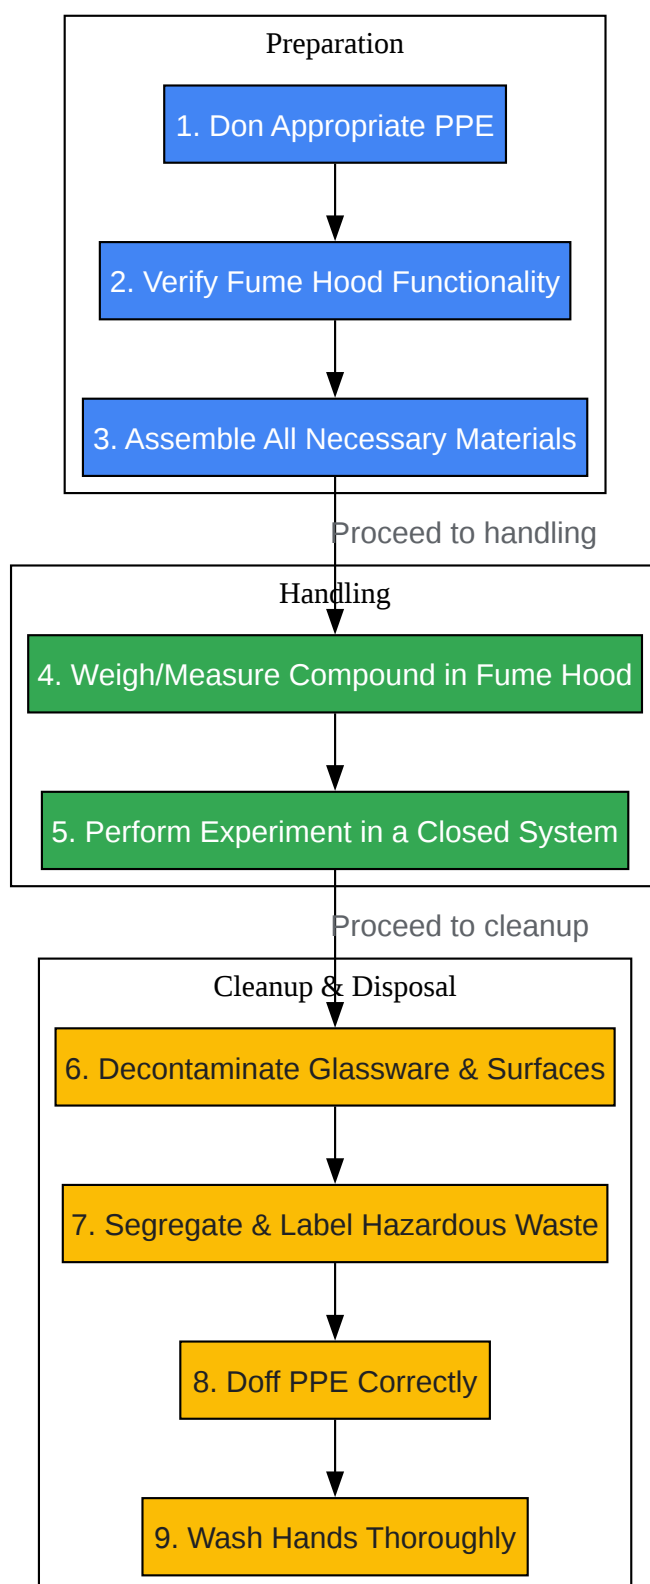 Preparation
1. Don Appropriate PPE
2. Verify Fume Hood Functionality
3. Assemble All Necessary Materials
Proceed to handling
Handling
4. Weigh/Measure Compound in Fume Hood
5. Perform Experiment in a Closed System
Proceed to cleanup
Cleanup & Disposal
6. Decontaminate Glassware & Surfaces
7. Segregate & Label Hazardous Waste
8. Doff PPE Correctly
9. Wash Hands Thoroughly